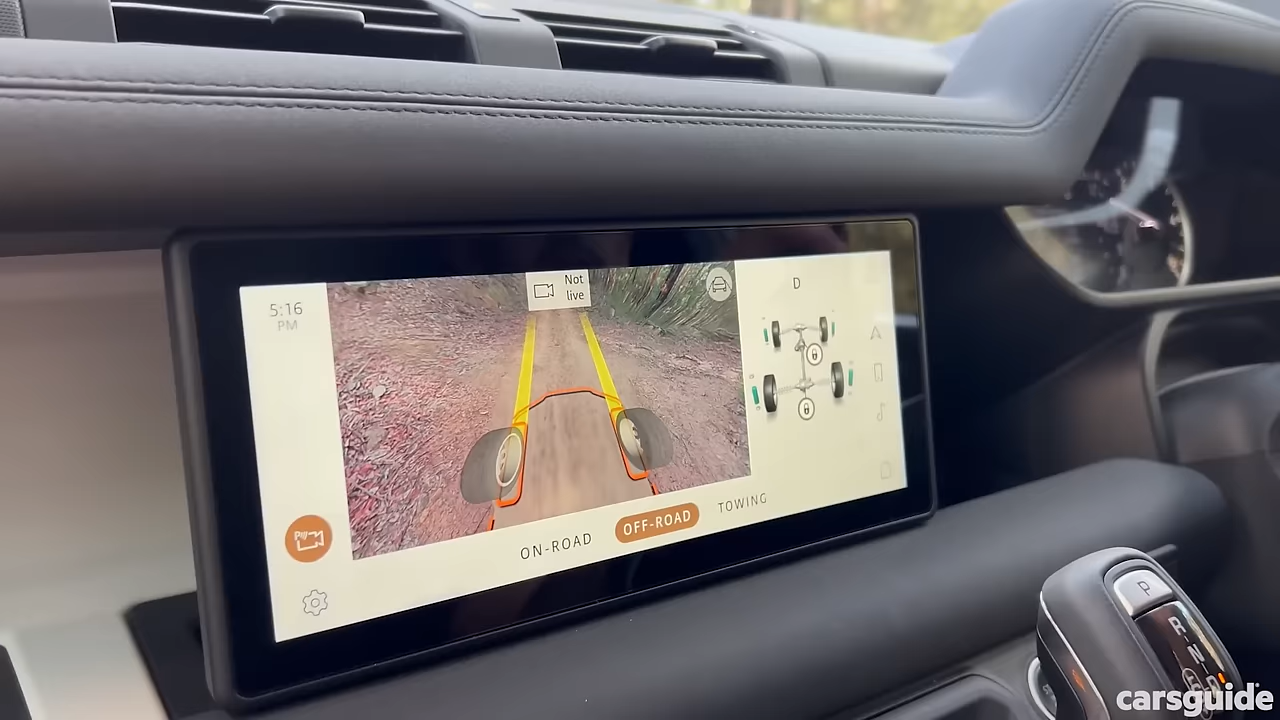 5:16
PM
Not
live
D
ON-ROAD
OFF-ROAD
TOWING
P
R
N
D
carsguide